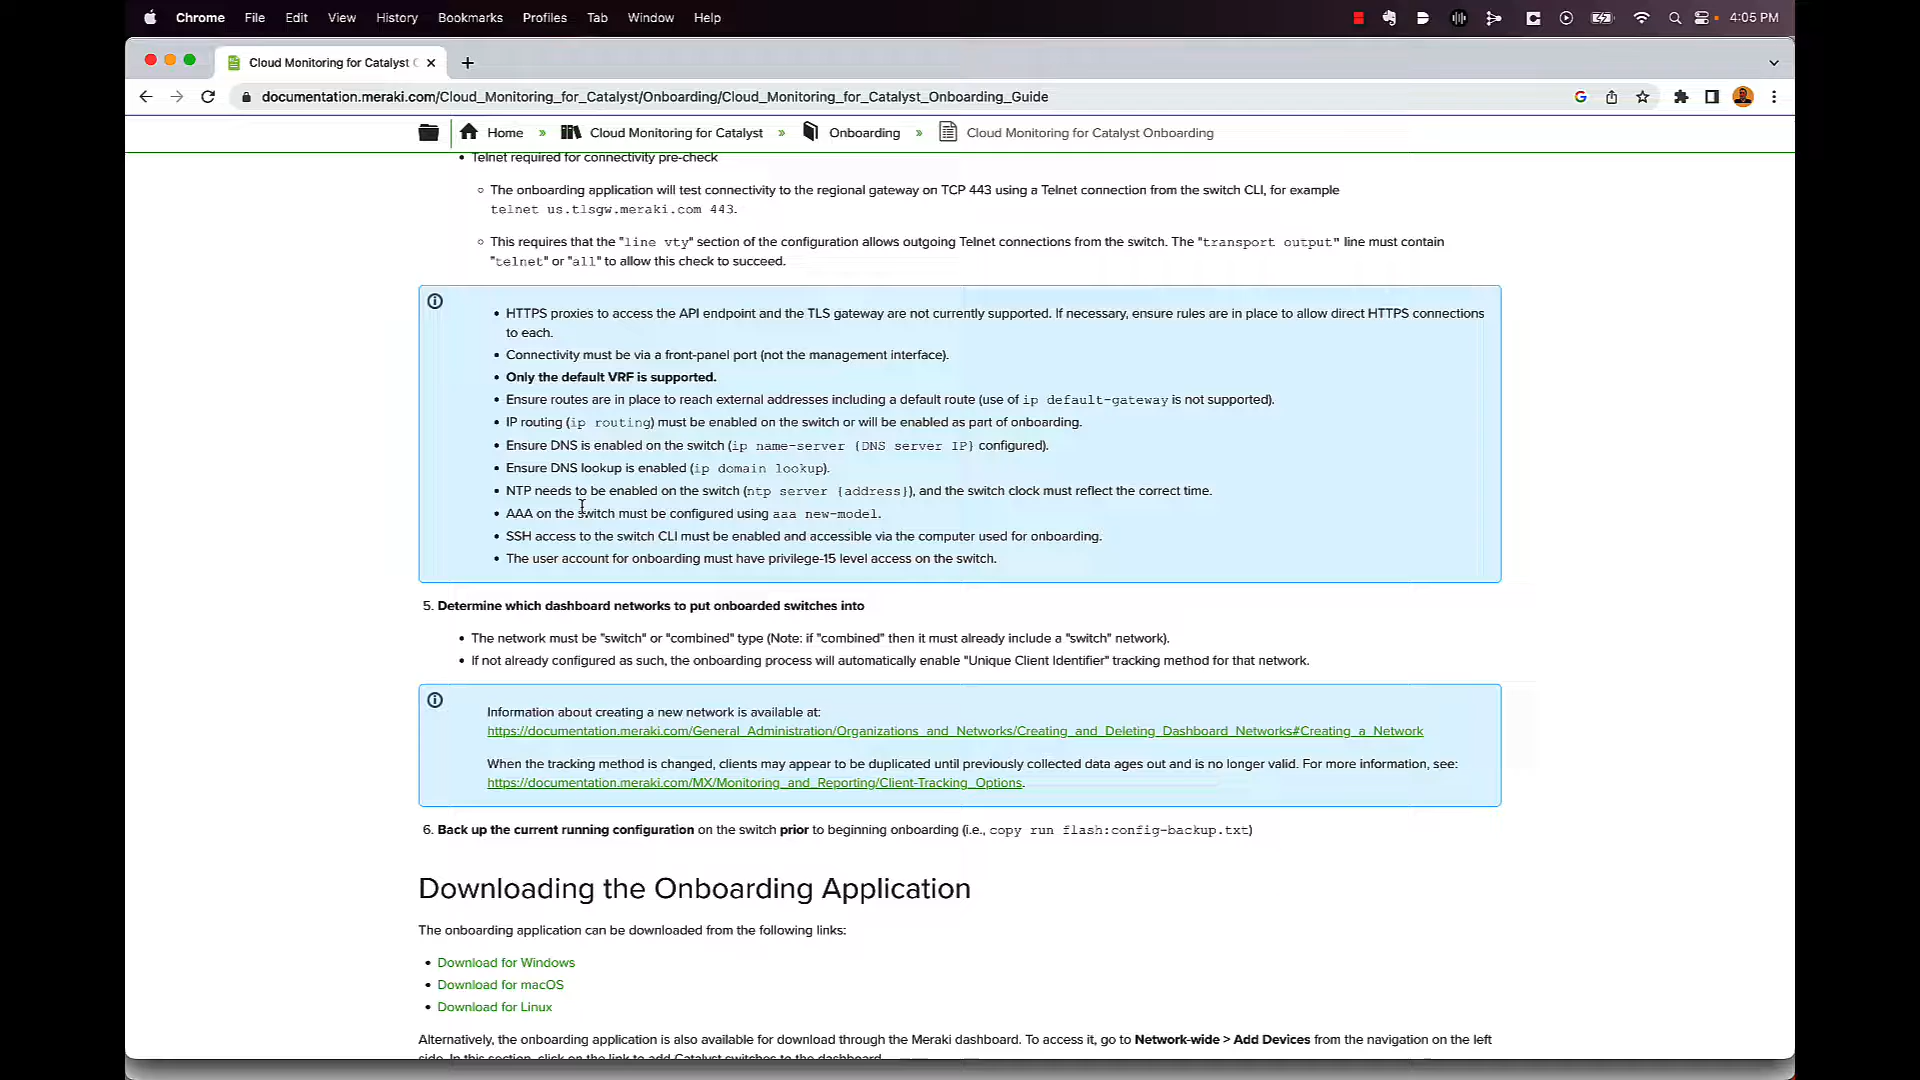 Chrome File Edit View History Bookmarks Profiles Tab Window Help 4:05 PM
Cloud Monitoring for Catalyst
documentation.meraki.com/Cloud_Monitoring_for_Catalyst/Onboarding/Cloud_Monitoring_for_Catalyst_Onboarding_Guide
Home » Cloud Monitoring for Catalyst » Onboarding » Cloud Monitoring for Catalyst Onboarding
• Telnet required for connectivity pre-check
○ The onboarding application will test connectivity to the regional gateway on TCP 443 using a Telnet connection from the switch CLI, for example
telnet us.tlsgw.meraki.com 443.
○ This requires that the "line vty" section of the configuration allows outgoing Telnet connections from the switch. The "transport output" line must contain
"telnet" or "all" to allow this check to succeed.
• HTTPS proxies to access the API endpoint and the TLS gateway are not currently supported. If necessary, ensure rules are in place to allow direct HTTPS connections
to each.
• Connectivity must be via a front-panel port (not the management interface).
• Only the default VRF is supported.
• Ensure routes are in place to reach external addresses including a default route (use of ip default-gateway is not supported).
• IP routing (ip routing) must be enabled on the switch or will be enabled as part of onboarding.
• Ensure DNS is enabled on the switch (ip name-server {DNS server IP} configured).
• Ensure DNS lookup is enabled (ip domain lookup).
• NTP needs to be enabled on the switch (ntp server {address}), and the switch clock must reflect the correct time.
• AAA on the switch must be configured using aaa new-model.
• SSH access to the switch CLI must be enabled and accessible via the computer used for onboarding.
• The user account for onboarding must have privilege-15 level access on the switch.
5. Determine which dashboard networks to put onboarded switches into
• The network must be "switch" or "combined" type (Note: if "combined" then it must already include a "switch" network).
• If not already configured as such, the onboarding process will automatically enable "Unique Client Identifier" tracking method for that network.
Information about creating a new network is available at:
https://documentation.meraki.com/General_Administration/Organizations_and_Networks/Creating_and_Deleting_Dashboard_Networks#Creating_a_Network
When the tracking method is changed, clients may appear to be duplicated until previously collected data ages out and is no longer valid. For more information, see:
https://documentation.meraki.com/MX/Monitoring_and_Reporting/Client-Tracking_Options.
6. Back up the current running configuration on the switch prior to beginning onboarding (i.e., copy run flash:config-backup.txt)
Downloading the Onboarding Application
The onboarding application can be downloaded from the following links:
• Download for Windows
• Download for macOS
• Download for Linux
Alternatively, the onboarding application is also available for download through the Meraki dashboard. To access it, go to Network-wide > Add Devices from the navigation on the left
side. In this section, click on the link to add Catalyst switches to the dashboard.